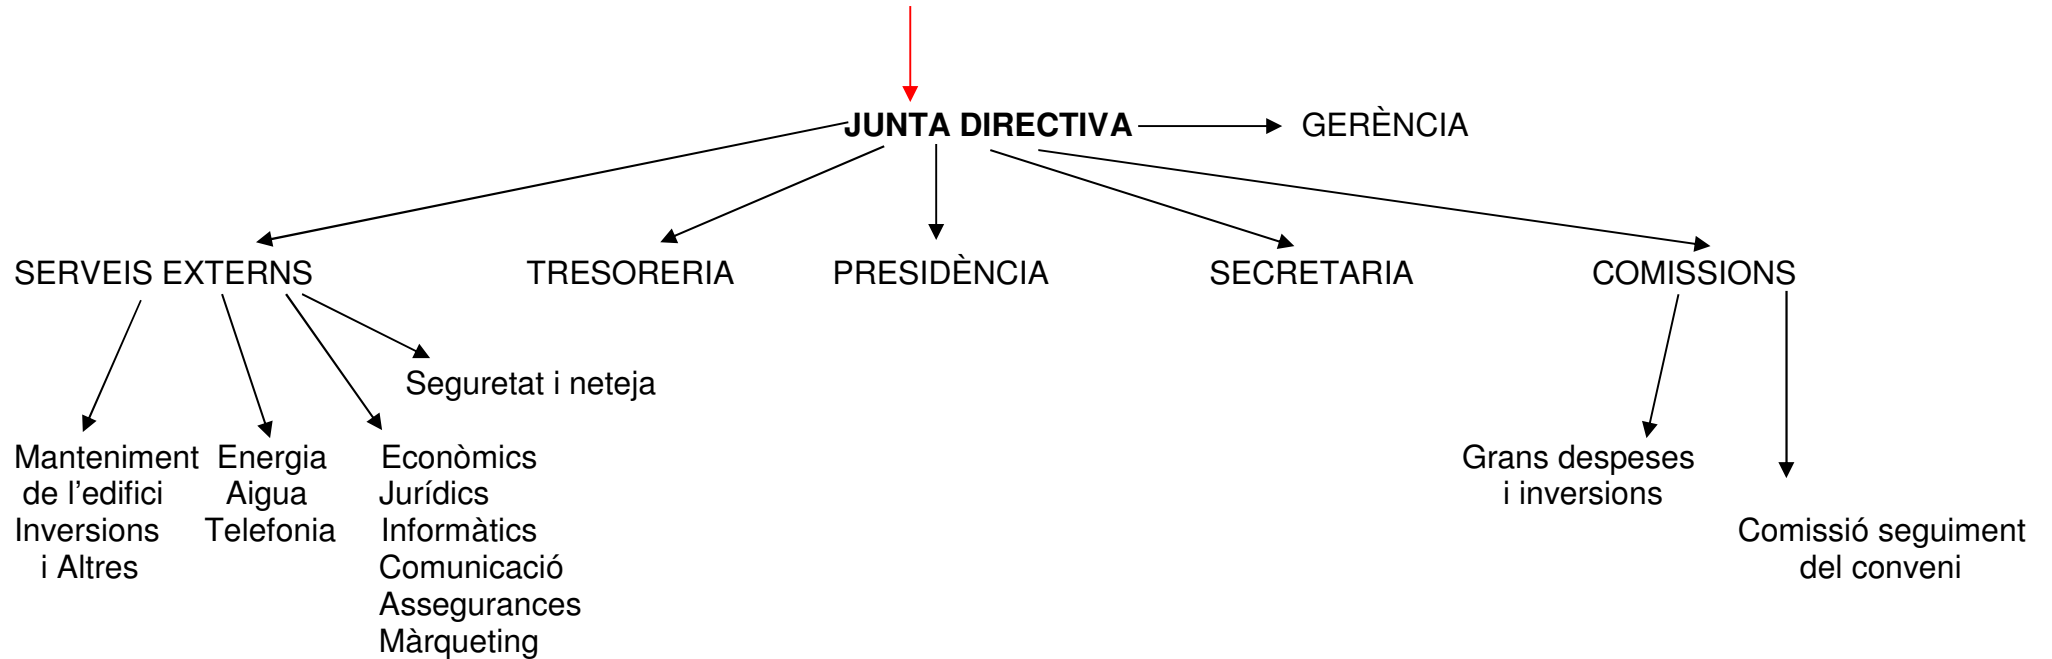 JUNTA DIRECTIVA
GERÈNCIA
SERVEIS EXTERNS
TRESORERIA
PRESIDÈNCIA
SECRETARIA
COMISSIONS
Seguretat i neteja
Manteniment
de l’edifici
Inversions
i Altres
Energia
Aigua
Telefonia
Econòmics
Jurídics
Informàtics
Comunicació
Assegurances
Màrqueting
Grans despeses
i inversions
Comissió seguiment
del conveni